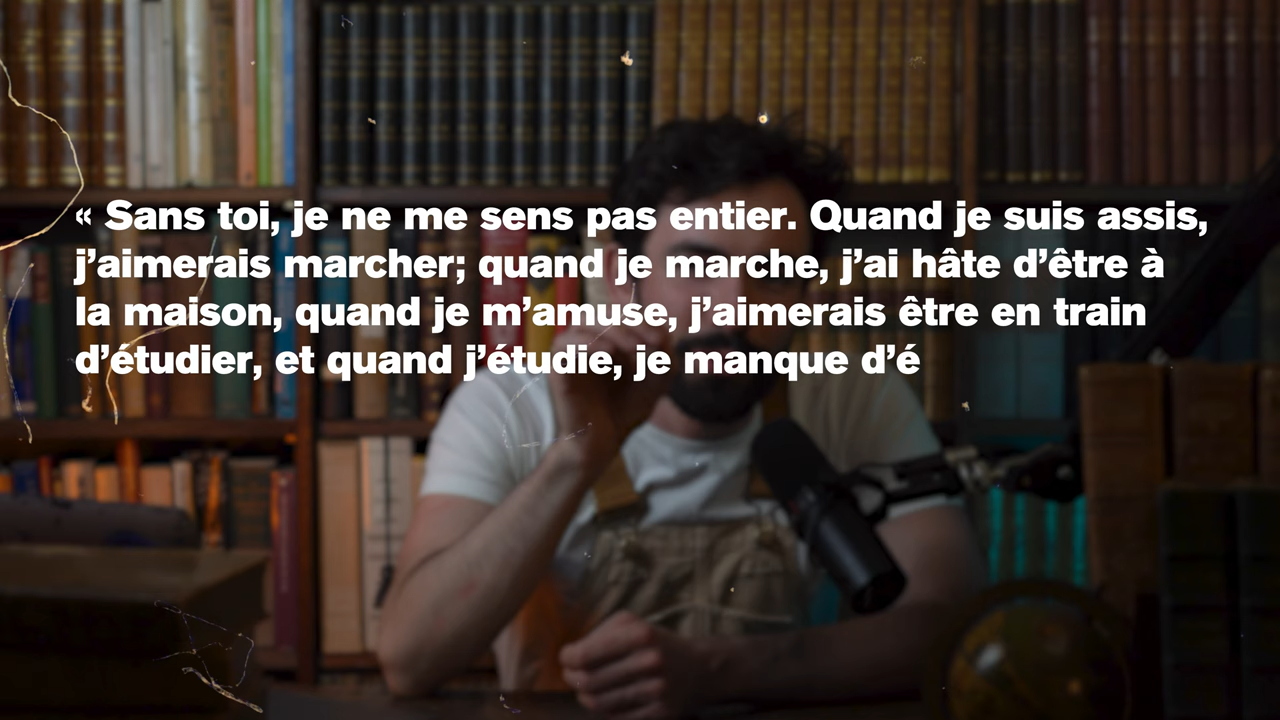 « Sans toi, je ne me sens pas entier. Quand je suis assis,
j’aimerais marcher; quand je marche, j’ai hâte d’être à
la maison, quand je m’amuse, j’aimerais être en train
d’étudier, et quand j’étudie, je manque d’é